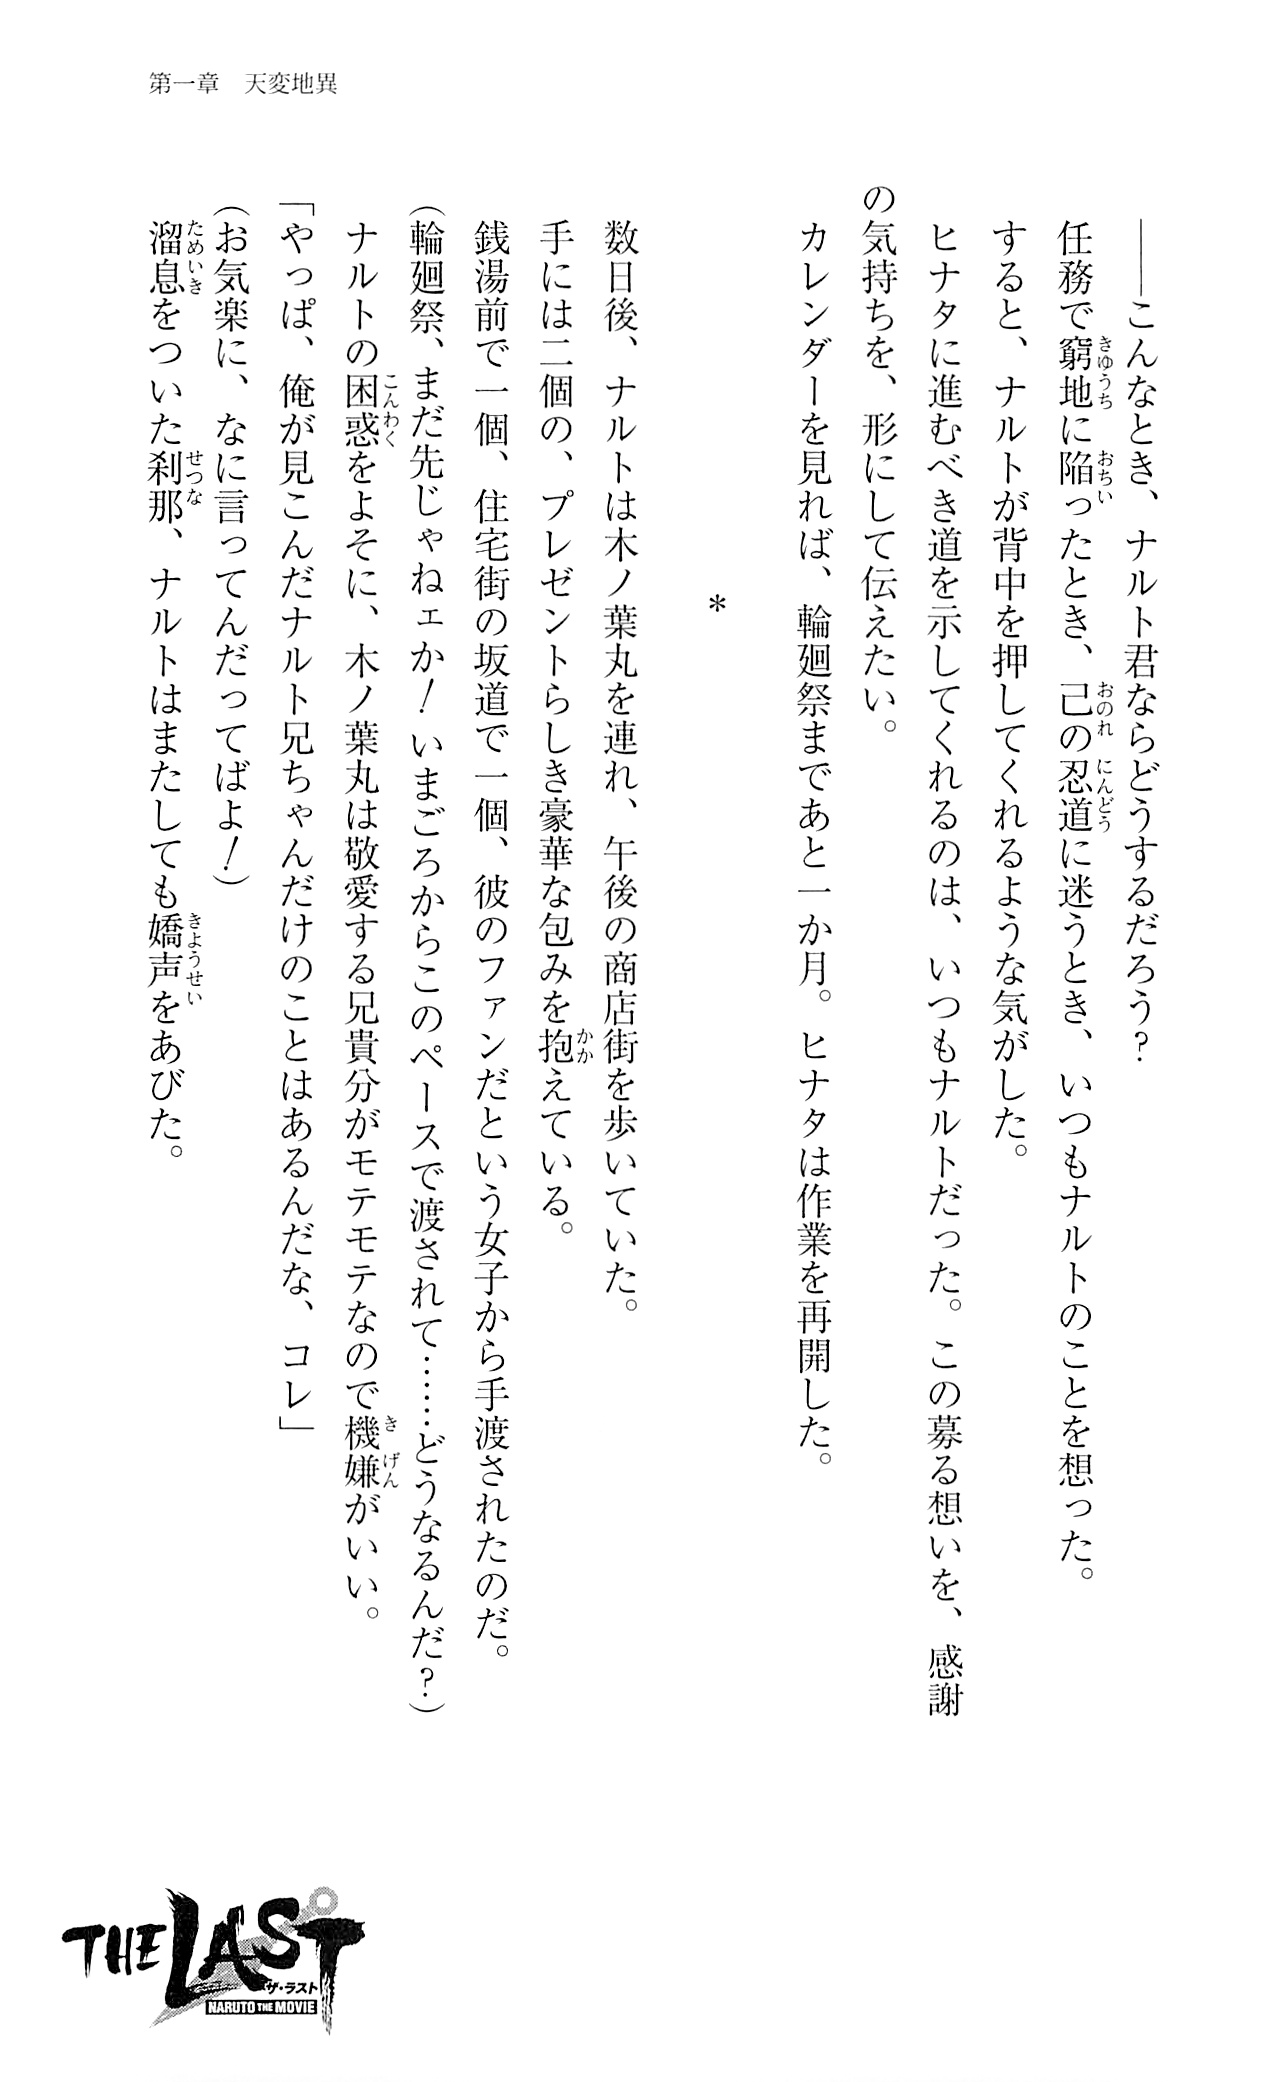 第一章　天変地異
――こんなとき、ナルト君ならどうするだろう？
任務で窮地に陥ったとき、己の忍道に迷うとき、いつもナルトのことを想った。
すると、ナルトが背中を押してくれるような気がした。
ヒナタに進むべき道を示してくれるのは、いつもナルトだった。この募る想いを、感謝
の気持ちを、形にして伝えたい。
カレンダーを見れば、輪廻祭まであと一か月。ヒナタは作業を再開した。
＊
数日後、ナルトは木ノ葉丸を連れ、午後の商店街を歩いていた。
手には二個の、プレゼントらしき豪華な包みを抱えている。
銭湯前で一個、住宅街の坂道で一個、彼のファンだという女子から手渡されたのだ。
（輪廻祭、まだ先じゃねェか！いまごろからこのペースで渡されて……どうなるんだ？）
ナルトの困惑をよそに、木ノ葉丸は敬愛する兄貴分がモテモテなので機嫌がいい。
「やっぱ、俺が見こんだナルト兄ちゃんだけのことはあるんだな、コレ」
（お気楽に、なに言ってんだってばよ！）
溜息をついた刹那、ナルトはまたしても嬌声をあびた。
THE LAST
ザ・ラスト
NARUTO THE MOVIE